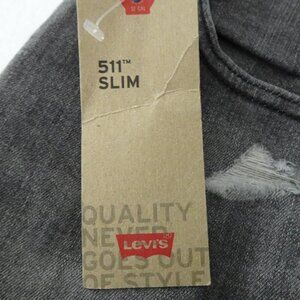 511™
SLIM
QUALITY
NEVER
Levi's
GOES OUT
OF STYLE